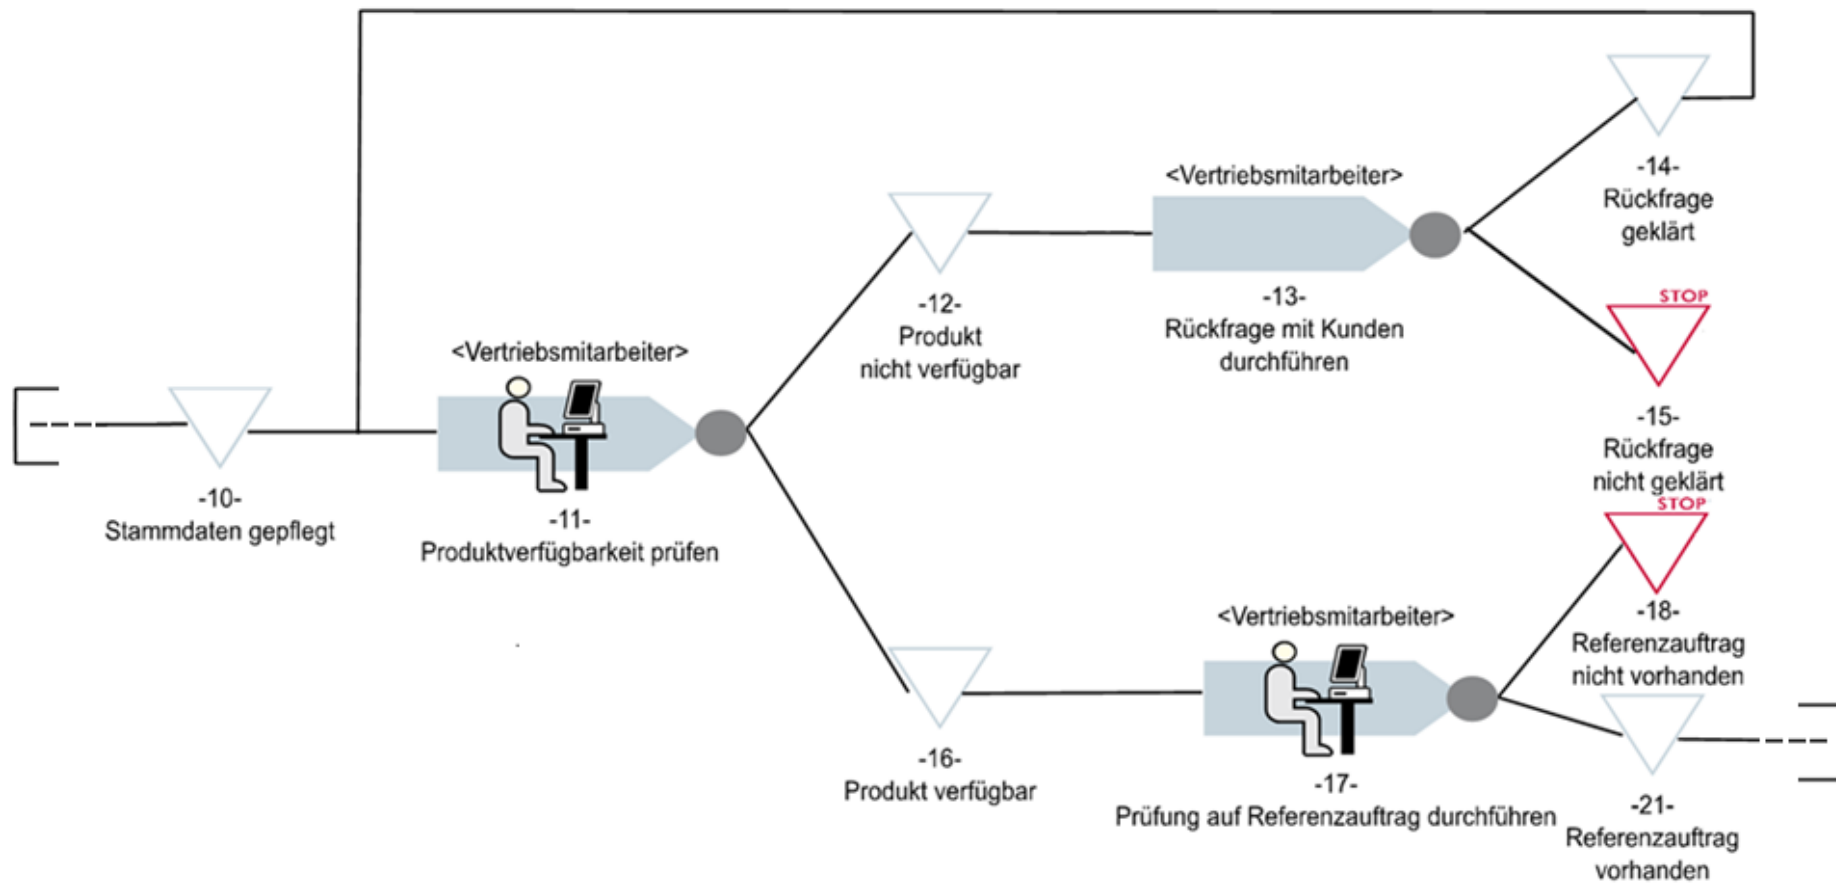 -10-
Stammdaten gepflegt
<Vertriebsmitarbeiter>
-11-
Produktverfügbarkeit prüfen
-12-
Produkt
nicht verfügbar
<Vertriebsmitarbeiter>
-13-
Rückfrage mit Kunden
durchführen
-14-
Rückfrage
geklärt
STOP
-15-
Rückfrage
nicht geklärt
-16-
Produkt verfügbar
<Vertriebsmitarbeiter>
-17-
Prüfung auf Referenzauftrag durchführen
STOP
-18-
Referenzauftrag
nicht vorhanden
-21-
Referenzauftrag
vorhanden